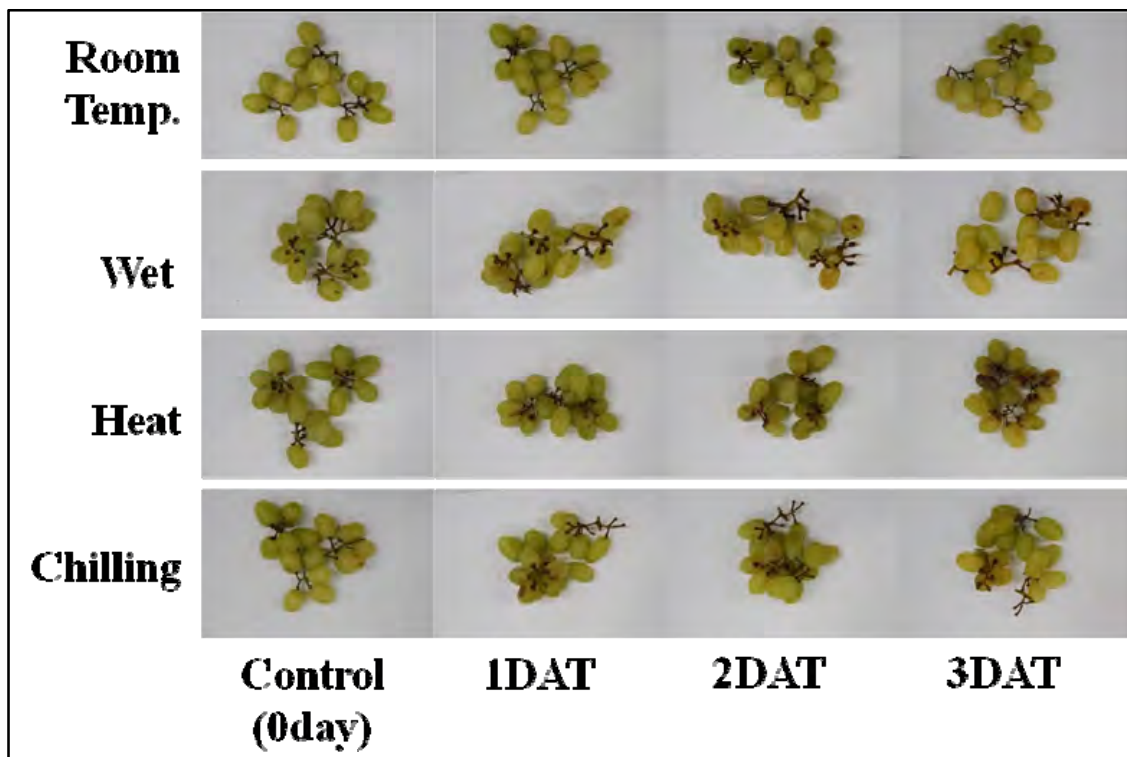 Room
Temp.
Wet
Heat
Chilling
Control
(0day)
1DAT
2DAT
3DAT